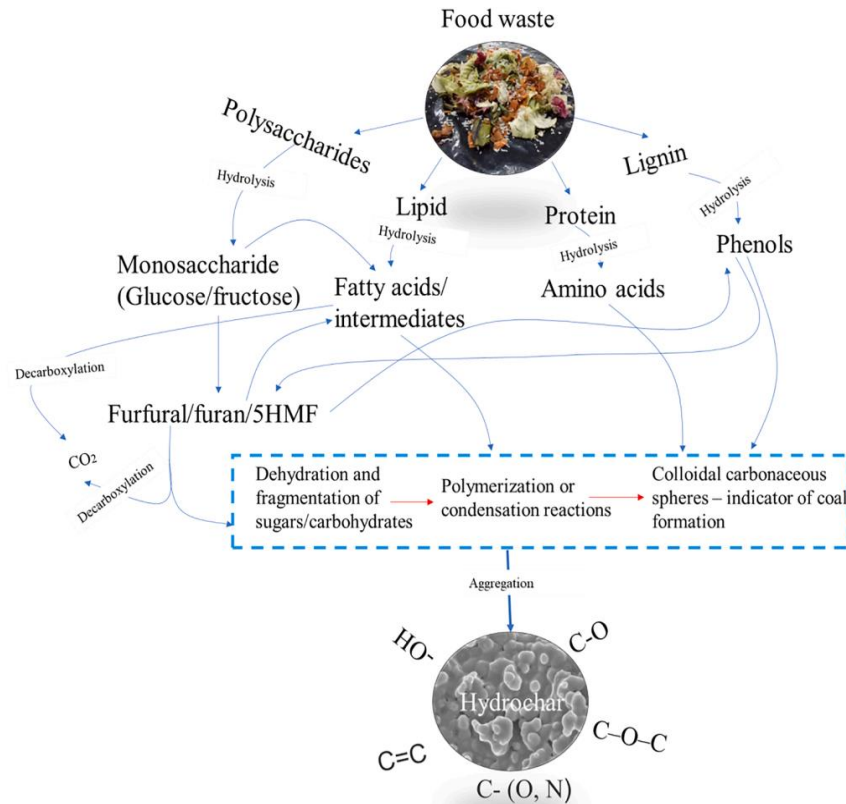 Food waste
Polysaccharides
Lignin
Hydrolysis
Hydrolysis
Lipid
Protein
Hydrolysis
Hydrolysis
Phenols
Monosaccharide
(Glucose/fructose)
Fatty acids/
intermediates
Amino acids
Decarboxylation
Furfural/furan/5HMF
CO₂
Decarboxylation
Dehydration and
fragmentation of
sugars/carbohydrates
Polymerization or
condensation reactions
Colloidal carbonaceous
spheres – indicator of coal
formation
Aggregation
HO-
C-O
Hydrochar
C=C
C–O–C
C- (O, N)